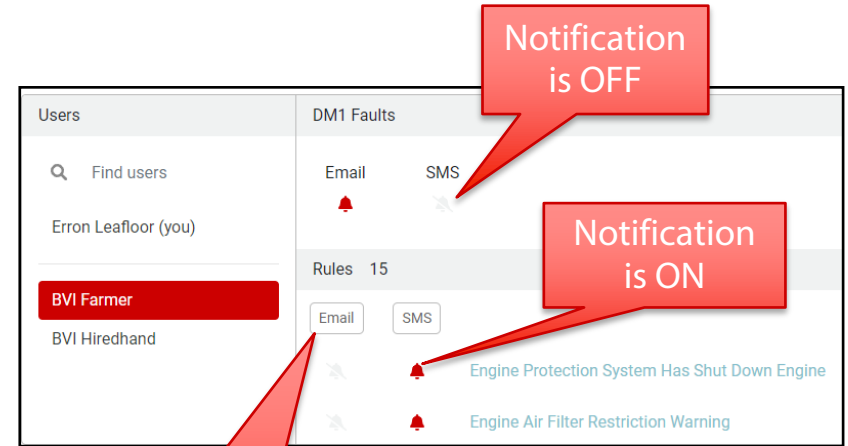 Notification
is OFF
Users
DM1 Faults
Find users
Email SMS
Erron Leafloor (you)
Notification
is ON
Rules 15
BVI Farmer
Email SMS
BVI Hiredhand
Engine Protection System Has Shut Down Engine
Engine Air Filter Restriction Warning